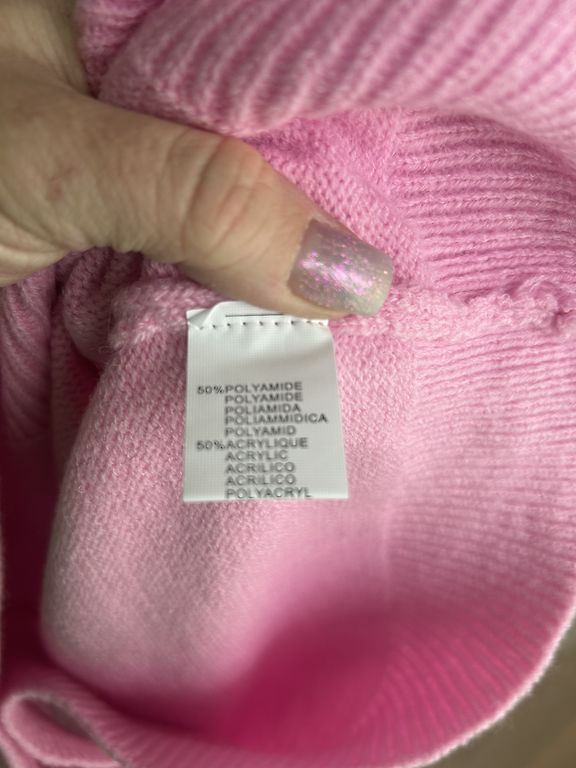 50%POLYAMIDE
POLYAMIDE
POLIAMIDA
POLIAMMIDICA
POLYAMID
50%ACRYLIQUE
ACRYLIC
ACRILICO
ACRILICO
POLYACRYL